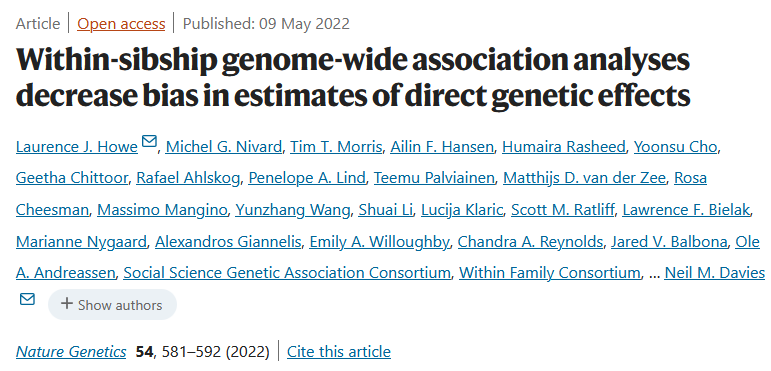 Article | Open access | Published: 09 May 2022
Within-sibship genome-wide association analyses
decrease bias in estimates of direct genetic effects
Laurence J. Howe, Michel G. Nivard, Tim T. Morris, Ailin F. Hansen, Humaira Rasheed, Yoonsu Cho,
Geetha Chittoor, Rafael Ahlskog, Penelope A. Lind, Teemu Palviainen, Matthijs D. van der Zee, Rosa
Cheesman, Massimo Mangino, Yunzhang Wang, Shuai Li, Lucija Klaric, Scott M. Ratliff, Lawrence F. Bielak,
Marianne Nygaard, Alexandros Giannelis, Emily A. Willoughby, Chandra A. Reynolds, Jared V. Balbona, Ole
A. Andreassen, Social Science Genetic Association Consortium, Within Family Consortium, ... Neil M. Davies
+ Show authors
Nature Genetics 54, 581–592 (2022) | Cite this article